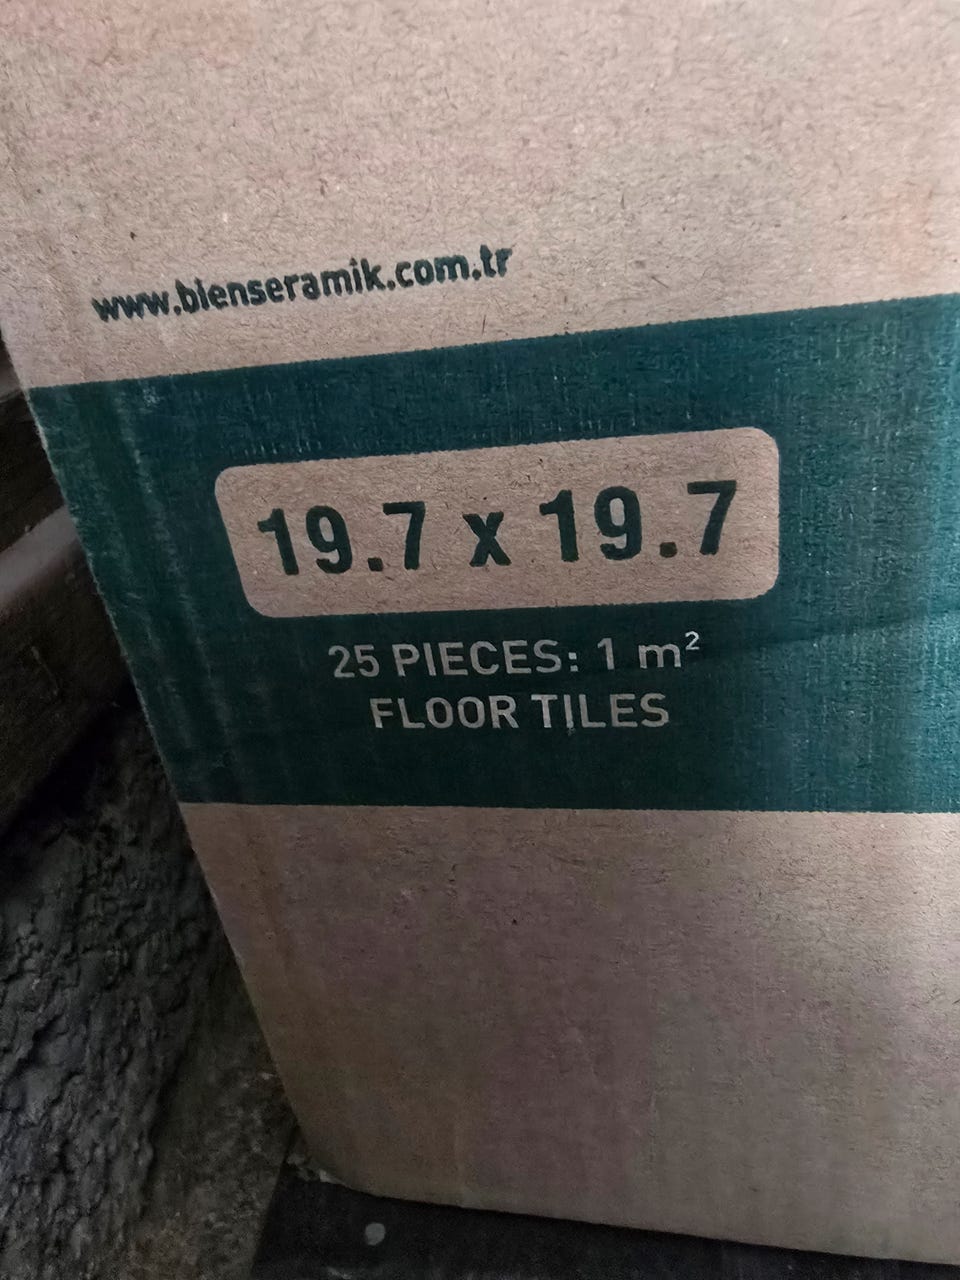 www.bienseramik.com.tr
19.7 x 19.7
25 PIECES: 1 m²
FLOOR TILES